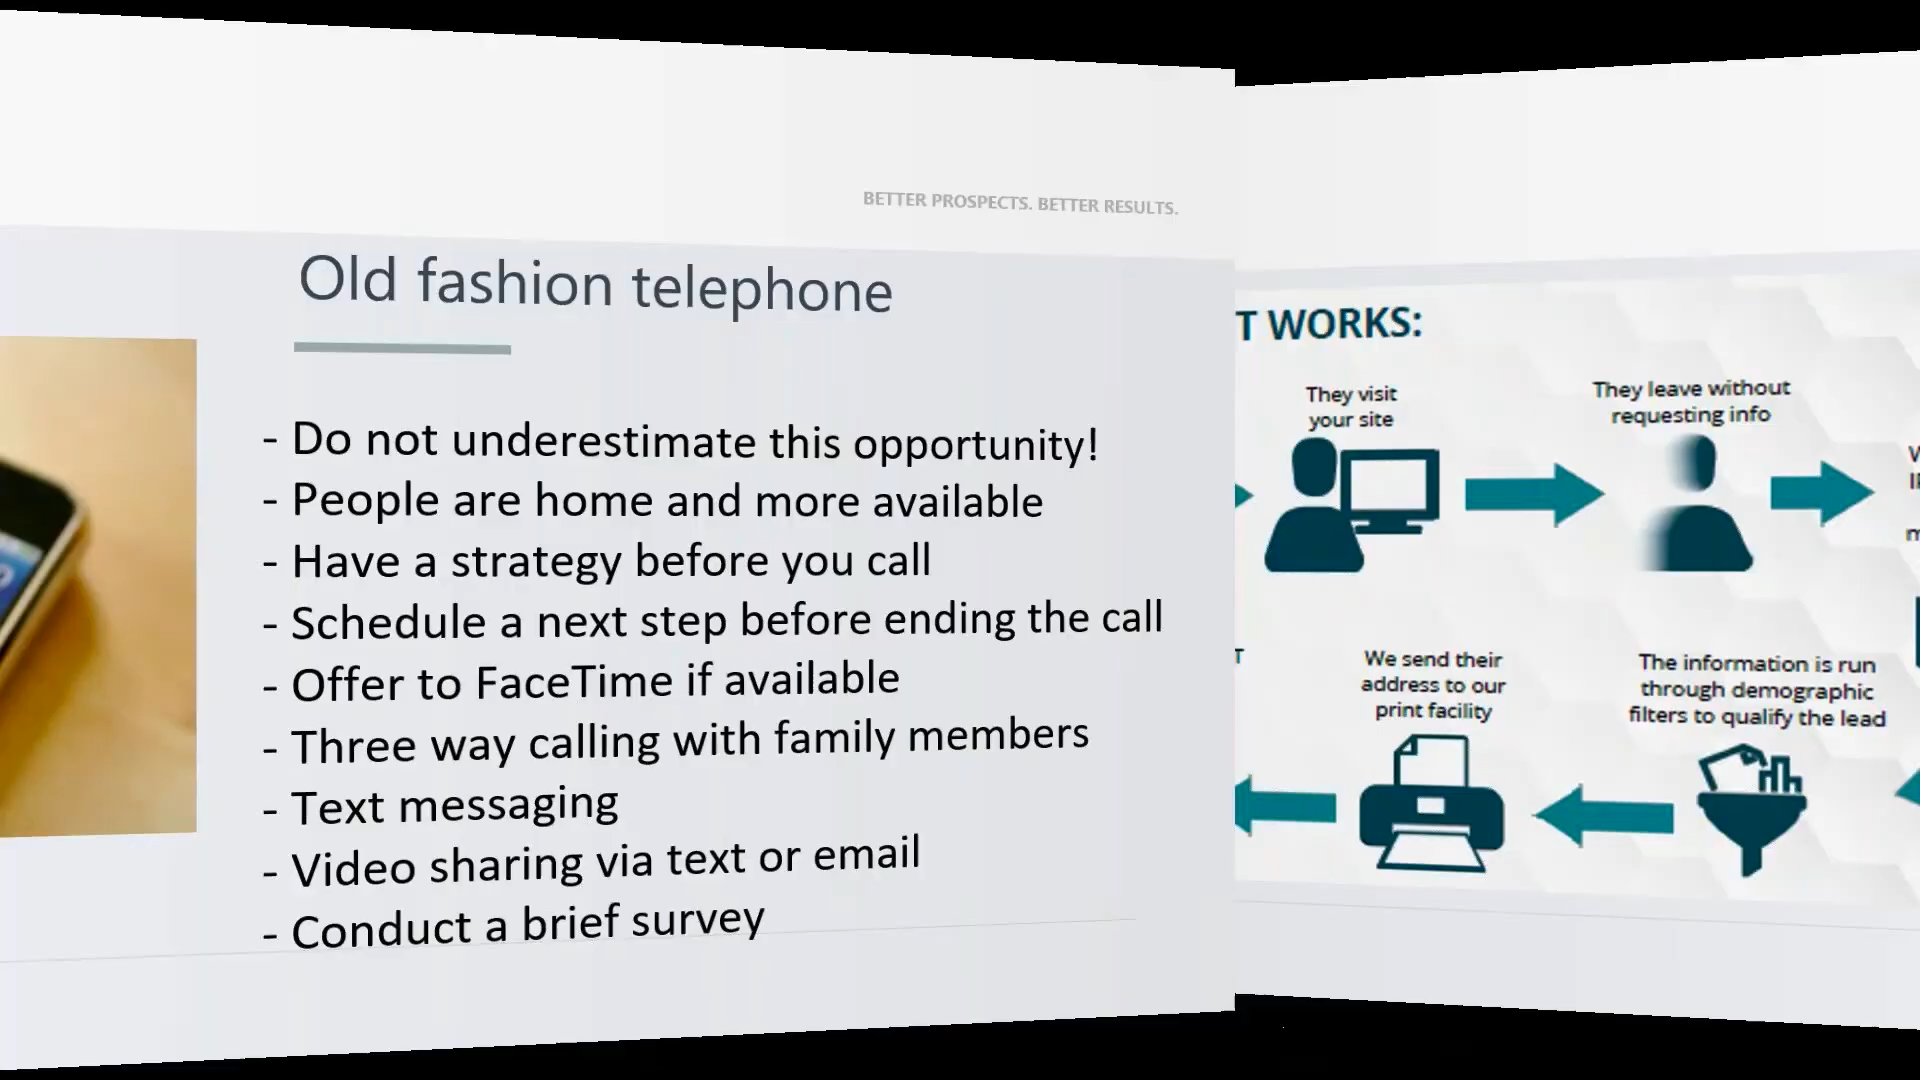 BETTER PROSPECTS. BETTER RESULTS.
Old fashion telephone
- Do not underestimate this opportunity!
- People are home and more available
- Have a strategy before you call
- Schedule a next step before ending the call
- Offer to FaceTime if available
- Three way calling with family members
- Text messaging
- Video sharing via text or email
- Conduct a brief survey
T WORKS:
They visit
your site
They leave without
requesting info
We send their
address to our
print facility
The information is run
through demographic
filters to qualify the lead